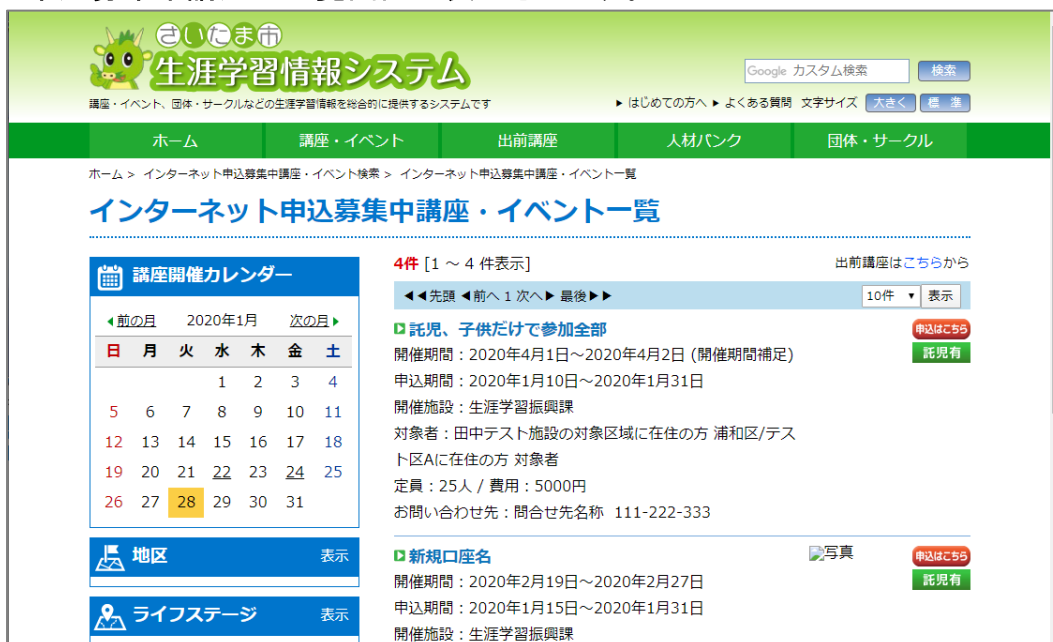 さいたま市
生涯学習情報システム
Google カスタム検索 検索
講座・イベント、団体・サークルなどの生涯学習情報を総合的に提供するシステムです
▶ はじめての方へ ▶ よくある質問 文字サイズ 大きく 標準
ホーム 講座・イベント 出前講座 人材バンク 団体・サークル
ホーム > インターネット申込募集中講座・イベント検索 > インターネット申込募集中講座・イベント一覧
インターネット申込募集中講座・イベント一覧
講座開催カレンダー
◀前の月 2020年1月 次の月▶
日 月 火 水 木 金 土
1 2 3 4
5 6 7 8 9 10 11
12 13 14 15 16 17 18
19 20 21 22 23 24 25
26 27 28 29 30 31
地区 表示
ライフステージ 表示
4件 [1 ～ 4 件表示] 出前講座はこちらから
◀◀先頭 ◀前へ 1 次へ▶ 最後▶▶ 10件 ▼ 表示
託児、子供だけで参加全部 申込はこちら
開催期間：2020年4月1日～2020年4月2日 (開催期間補足) 託児有
申込期間：2020年1月10日～2020年1月31日
開催施設：生涯学習振興課
対象者：田中テスト施設の対象区域に在住の方 浦和区/テス
ト区Aに在住の方 対象者
定員：25人 / 費用：5000円
お問い合わせ先：問合せ先名称 111-222-333
新規口座名 写真 申込はこちら
開催期間：2020年2月19日～2020年2月27日 託児有
申込期間：2020年1月15日～2020年1月31日
開催施設：生涯学習振興課